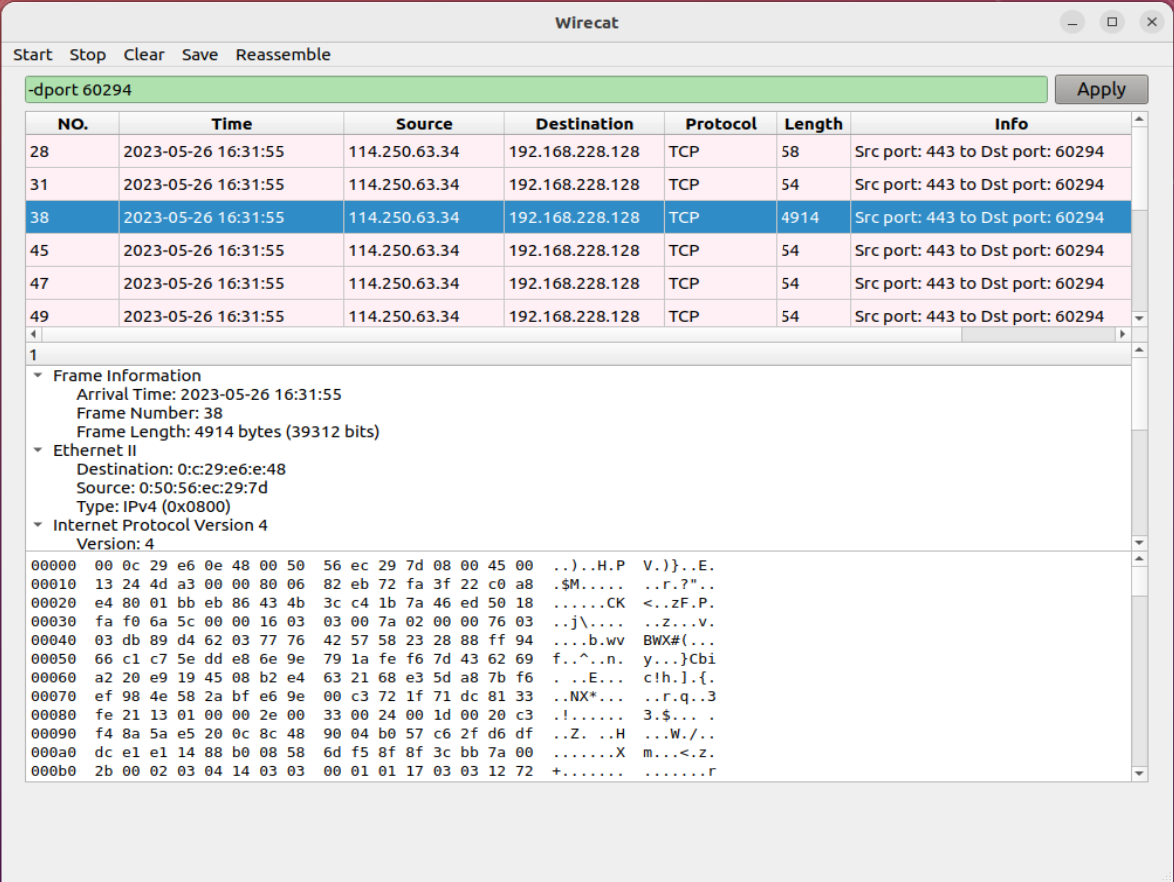 Wirecat
Start Stop Clear Save Reassemble
-dport 60294 Apply
NO. Time Source Destination Protocol Length Info
28 2023-05-26 16:31:55 114.250.63.34 192.168.228.128 TCP 58 Src port: 443 to Dst port: 60294
31 2023-05-26 16:31:55 114.250.63.34 192.168.228.128 TCP 54 Src port: 443 to Dst port: 60294
38 2023-05-26 16:31:55 114.250.63.34 192.168.228.128 TCP 4914 Src port: 443 to Dst port: 60294
45 2023-05-26 16:31:55 114.250.63.34 192.168.228.128 TCP 54 Src port: 443 to Dst port: 60294
47 2023-05-26 16:31:55 114.250.63.34 192.168.228.128 TCP 54 Src port: 443 to Dst port: 60294
49 2023-05-26 16:31:55 114.250.63.34 192.168.228.128 TCP 54 Src port: 443 to Dst port: 60294
1
Frame Information
Arrival Time: 2023-05-26 16:31:55
Frame Number: 38
Frame Length: 4914 bytes (39312 bits)
Ethernet II
Destination: 0:c:29:e6:e:48
Source: 0:50:56:ec:29:7d
Type: IPv4 (0x0800)
Internet Protocol Version 4
Version: 4
00000 00 0c 29 e6 0e 48 00 50 56 ec 29 7d 08 00 45 00 ..)..H.P V.)}..E.
00010 13 24 4d a3 00 00 80 06 82 eb 72 fa 3f 22 c0 a8 .$M..... ..r.?"..
00020 e4 80 01 bb eb 86 43 4b 3c c4 1b 7a 46 ed 50 18 ......CK <..zF.P.
00030 fa f0 6a 5c 00 00 16 03 03 00 7a 02 00 00 76 03 ..j\.... ..z...v.
00040 03 db 89 d4 62 03 77 76 42 57 58 23 28 88 ff 94 ....b.wv BWX#(...
00050 66 c1 c7 5e dd e8 6e 9e 79 1a fe f6 7d 43 62 69 f..^..n. y...}Cbi
00060 a2 20 e9 19 45 08 b2 e4 63 21 68 e3 5d a8 7b f6 . ..E... c!h.].{.
00070 ef 98 4e 58 2a bf e6 9e 00 c3 72 1f 71 dc 81 33 ..NX*... ..r.q..3
00080 fe 21 13 01 00 00 2e 00 33 00 24 00 1d 00 20 c3 .!...... 3.$... .
00090 f4 8a 5a e5 20 0c 8c 48 90 04 b0 57 c6 2f d6 df ..Z. ..H ...W./..
000a0 dc e1 e1 14 88 b0 08 58 6d f5 8f 8f 3c bb 7a 00 .......X m...<.z.
000b0 2b 00 02 03 04 14 03 03 00 01 01 17 03 03 12 72 +....... .......r